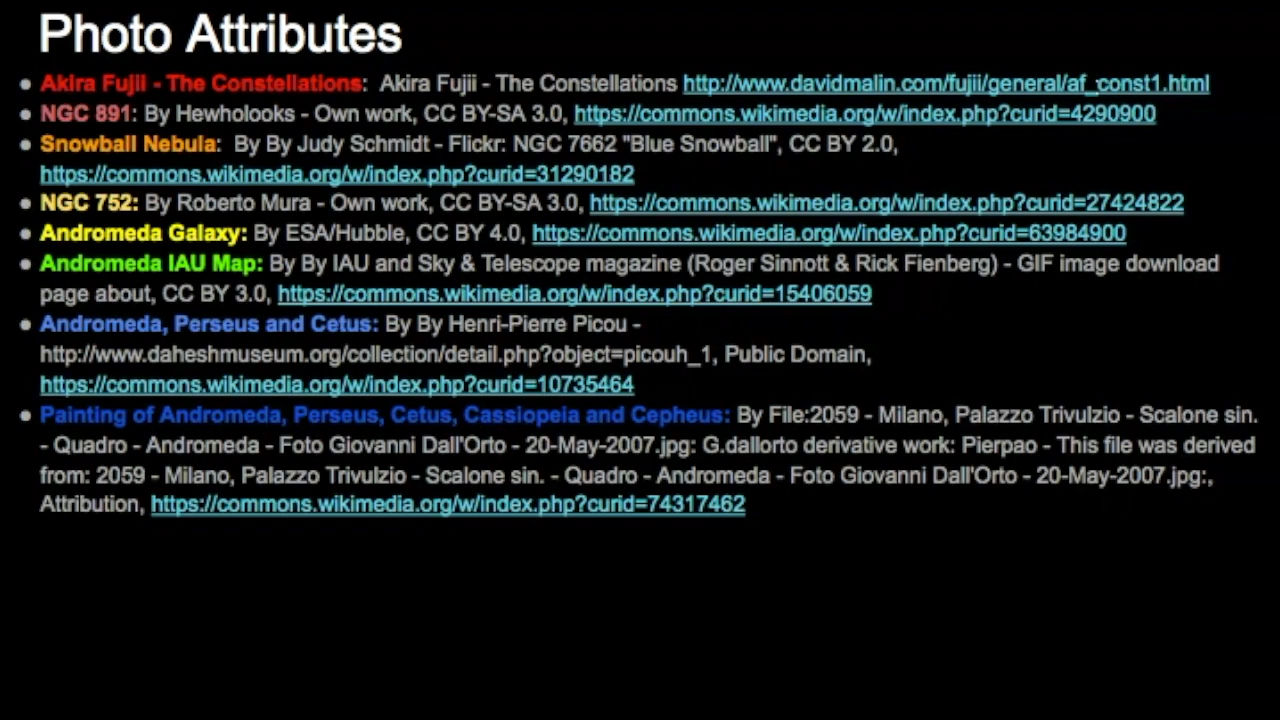 Photo Attributes
● Akira Fujii - The Constellations: Akira Fujii - The Constellations http://www.davidmalin.com/fujii/general/af_const1.html
● NGC 891: By Hewholooks - Own work, CC BY-SA 3.0, https://commons.wikimedia.org/w/index.php?curid=4290900
● Snowball Nebula: By By Judy Schmidt - Flickr: NGC 7662 "Blue Snowball", CC BY 2.0,
https://commons.wikimedia.org/w/index.php?curid=31290182
● NGC 752: By Roberto Mura - Own work, CC BY-SA 3.0, https://commons.wikimedia.org/w/index.php?curid=27424822
● Andromeda Galaxy: By ESA/Hubble, CC BY 4.0, https://commons.wikimedia.org/w/index.php?curid=63984900
● Andromeda IAU Map: By By IAU and Sky & Telescope magazine (Roger Sinnott & Rick Fienberg) - GIF image download
page about, CC BY 3.0, https://commons.wikimedia.org/w/index.php?curid=15406059
● Andromeda, Perseus and Cetus: By By Henri-Pierre Picou -
http://www.daheshmuseum.org/collection/detail.php?object=picouh_1, Public Domain,
https://commons.wikimedia.org/w/index.php?curid=10735464
● Painting of Andromeda, Perseus, Cetus, Cassiopeia and Cepheus: By File:2059 - Milano, Palazzo Trivulzio - Scalone sin.
- Quadro - Andromeda - Foto Giovanni Dall'Orto - 20-May-2007.jpg: G.dallorto derivative work: Pierpao - This file was derived
from: 2059 - Milano, Palazzo Trivulzio - Scalone sin. - Quadro - Andromeda - Foto Giovanni Dall'Orto - 20-May-2007.jpg:,
Attribution, https://commons.wikimedia.org/w/index.php?curid=74317462